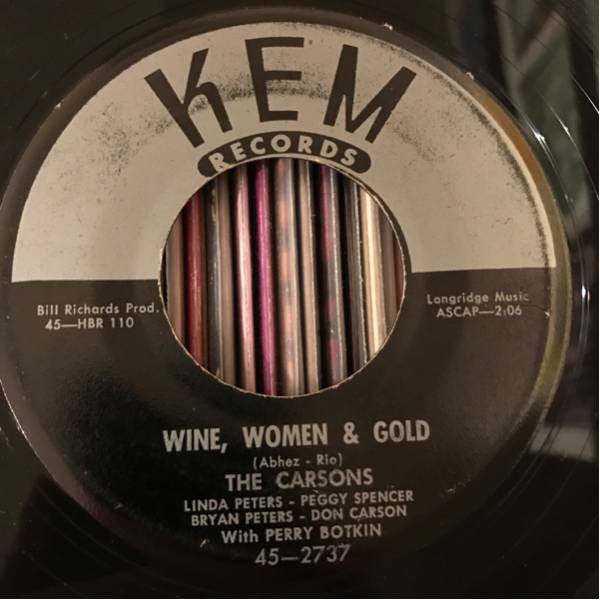 KEM
RECORDS
Bill Richards Prod.
45—HBR 110
Longridge Music
ASCAP—2:06
WINE, WOMEN & GOLD
(Abhez - Rio)
THE CARSONS
LINDA PETERS - PEGGY SPENCER
BRYAN PETERS - DON CARSON
With PERRY BOTKIN
45—2737